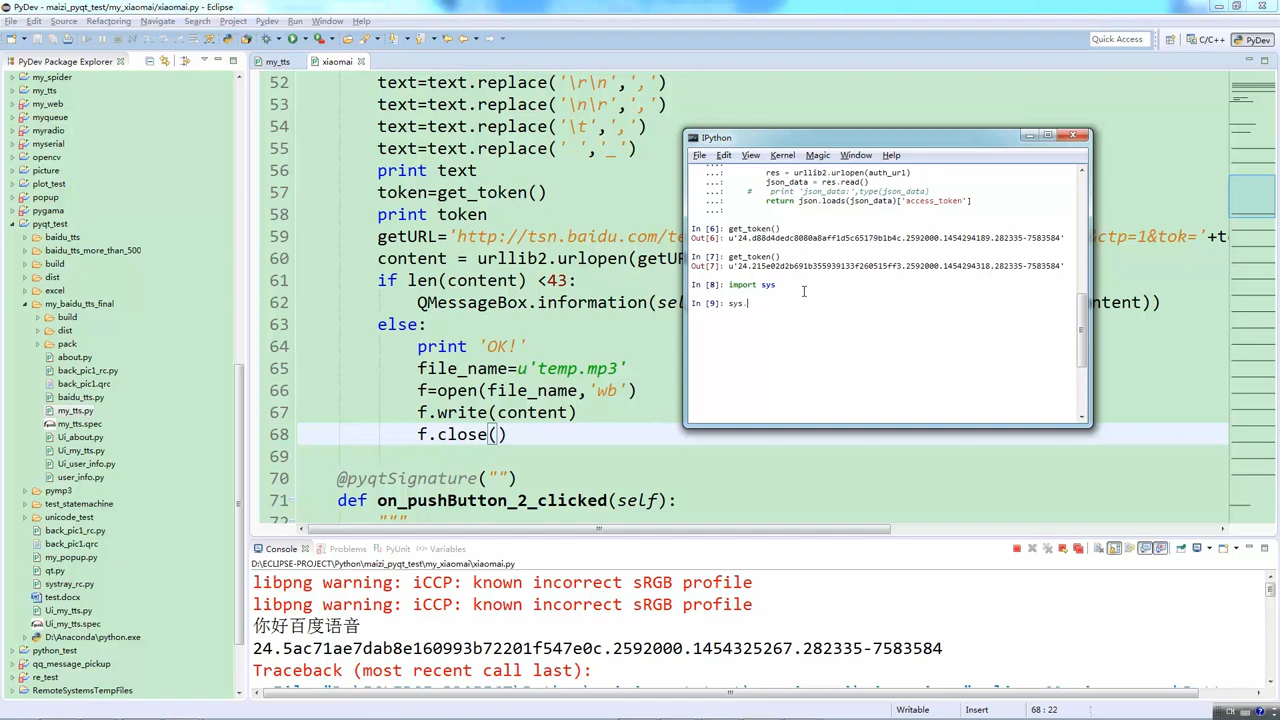 PyDev - maizi_pyqt_test/my_xiaomai/xiaomai.py - Eclipse
File Edit Source Refactoring Navigate Search Project Pydev Run Window Help
Quick Access
C/C++
PyDev
PyDev Package Explorer
my_spider
my_tts
my_web
myqueue
myradio
myserial
opencv
picture
plot_test
popup
pygama
pyqt_test
baidu_tts
baidu_tts_more_than_500
build
dist
excel
my_baidu_tts_final
build
dist
pack
about.py
back_pic1_rc.py
back_pic1.qrc
baidu_tts.py
my_tts.py
my_tts.spec
Ui_about.py
Ui_my_tts.py
Ui_user_info.py
user_info.py
pymp3
test_statemachine
unicode_test
back_pic1_rc.py
back_pic1.qrc
my_popup.py
qt.py
systray_rc.py
test.docx
Ui_my_tts.py
Ui_my_tts.spec
D:\Anaconda\python.exe
python_test
qq_message_pickup
re_test
RemoteSystemsTempFiles
my_tts
xiaomai
52 text=text.replace('\r\n',',')
53 text=text.replace('\n\r',',')
54 text=text.replace('\t',',')
55 text=text.replace(' ','_')
56 print text
57 token=get_token()
58 print token
59 getURL='http://tsn.baidu.com/te &ctp=1&tok='+to
60 content = urllib2.urlopen(getU
61 if len(content) <43:
62 QMessageBox.information(sel ontent))
63 else:
64 print 'OK!'
65 file_name=u'temp.mp3'
66 f=open(file_name,'wb')
67 f.write(content)
68 f.close()
69
70 @pyqtSignature("")
71 def on_pushButton_2_clicked(self):
72 """
IPython
File Edit View Kernel Magic Window Help
...: res = urllib2.urlopen(auth_url)
...: json_data = res.read()
...: # print 'json_data:',type(json_data)
...: return json.loads(json_data)['access_token']
...:
In [6]: get_token()
Out[6]: u'24.d88d4dedc8080a8aff1d5c65179b1b4c.2592000.1454294189.282335-7583584'
In [7]: get_token()
Out[7]: u'24.215e02d2b691b355939133f260515ff3.2592000.1454294318.282335-7583584'
In [8]: import sys
In [9]: sys.
Console Problems PyUnit Variables
D:\ECLIPSE-PROJECT\Python\maizi_pyqt_test\my_xiaomai\xiaomai.py
libpng warning: iCCP: known incorrect sRGB profile
libpng warning: iCCP: known incorrect sRGB profile
你好百度语音
24.5ac71ae7dab8e160993b72201f547e0c.2592000.1454325267.282335-7583584
Traceback (most recent call last):
Writable Insert 68 : 22
CH